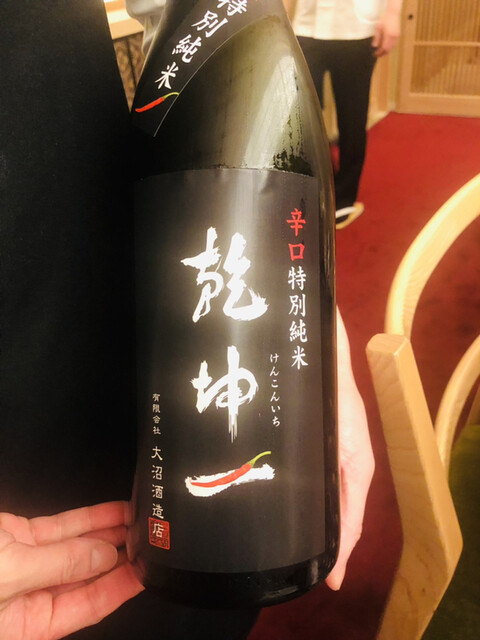 特別純米
辛口特別純米
乾坤一
けんこんいち
有限会社 大沼酒造店